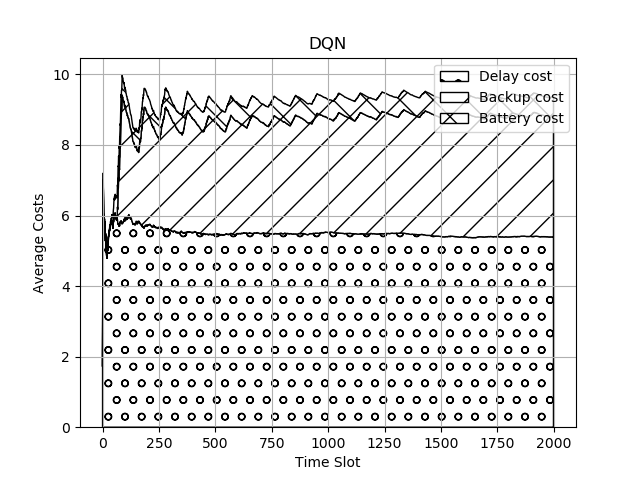 DQN
Delay cost
Backup cost
Battery cost
Average Costs
10
8
6
4
2
0
0 250 500 750 1000 1250 1500 1750 2000
Time Slot